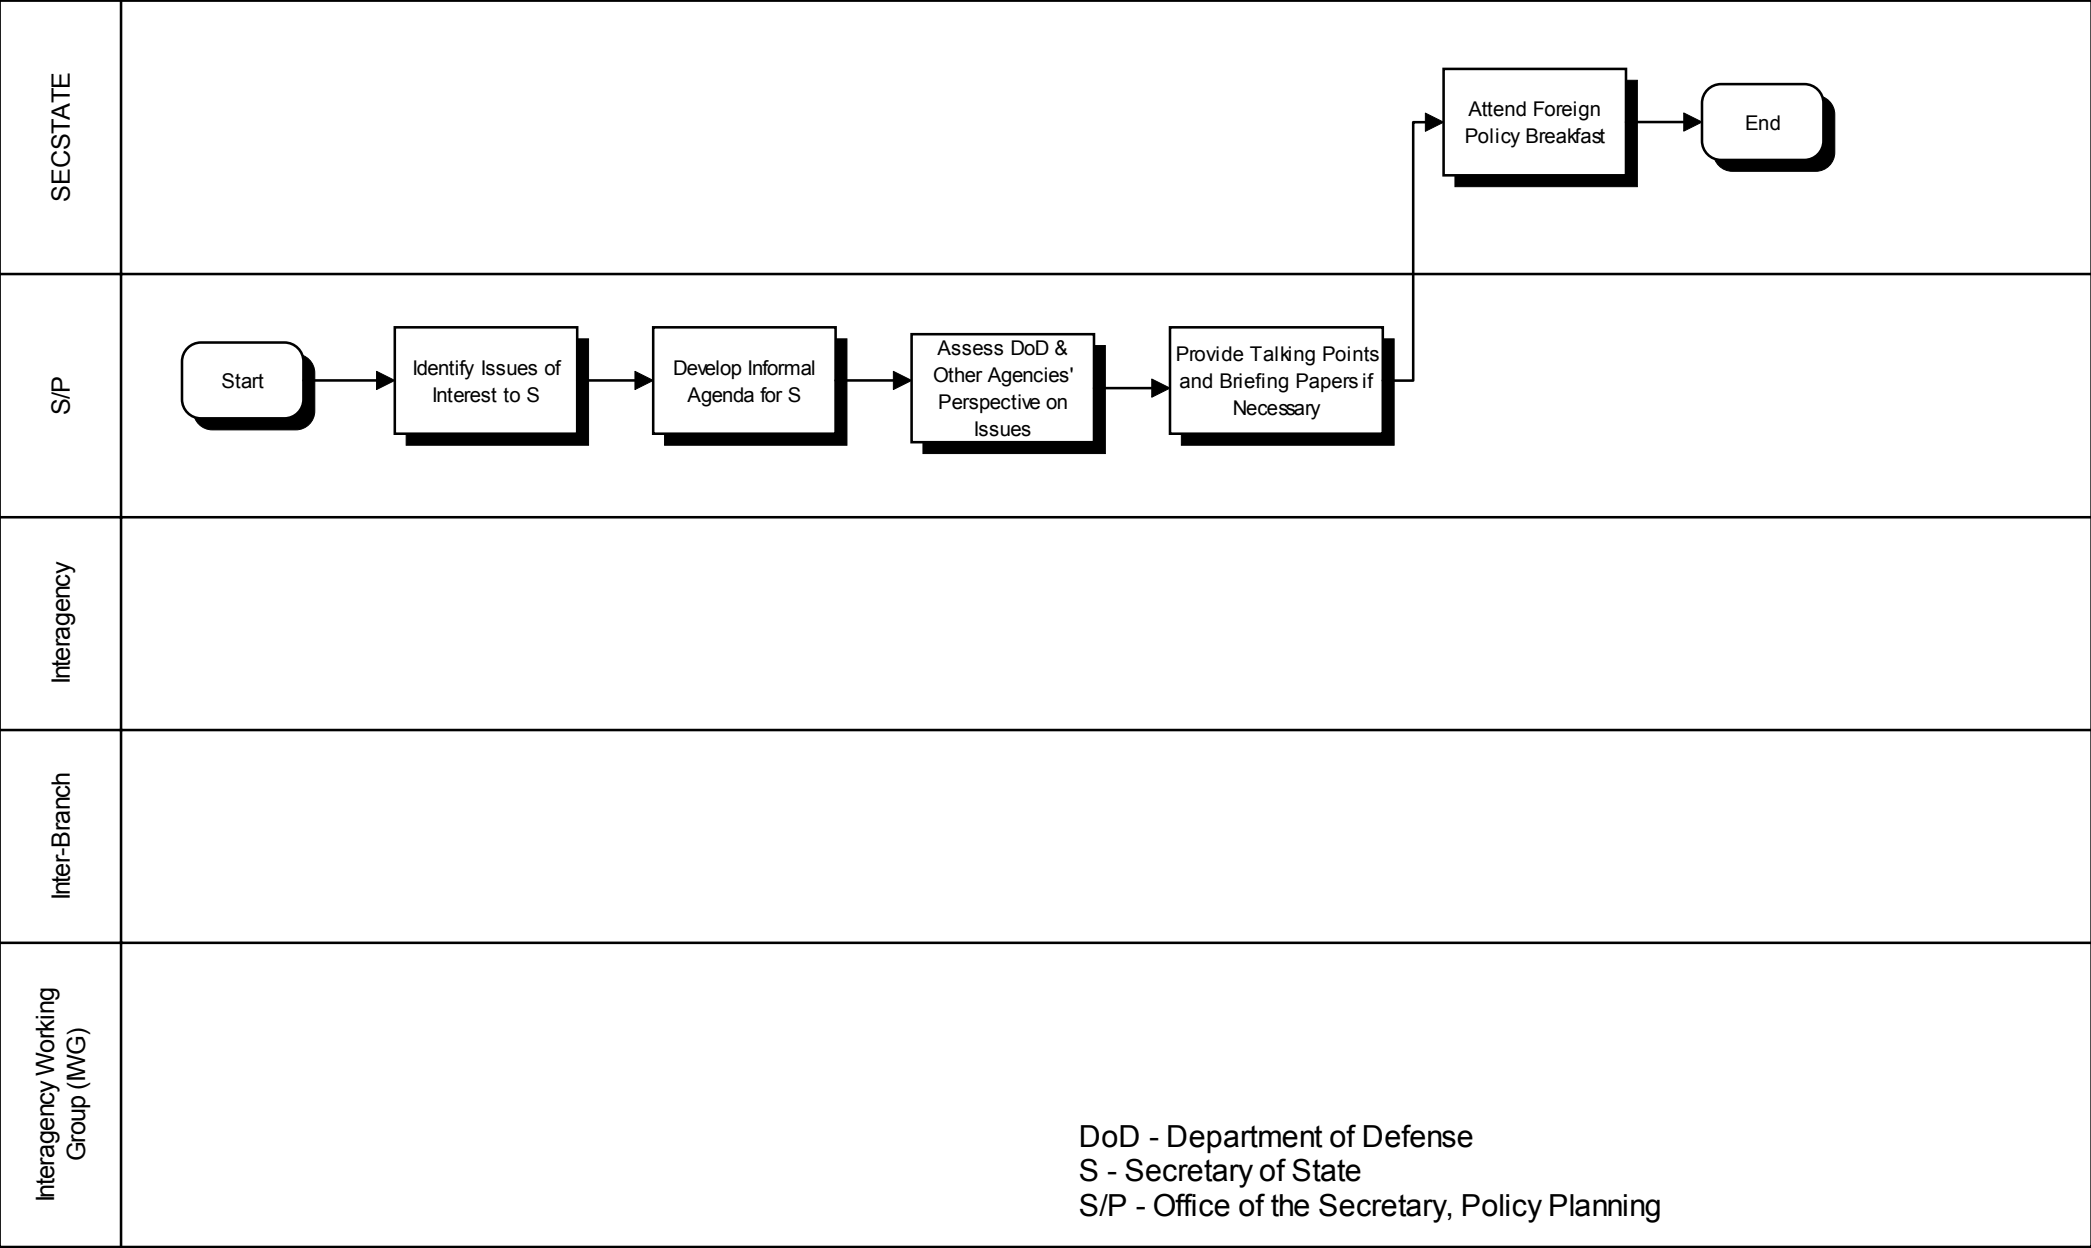 SECSTATE
Attend Foreign
Policy Breakfast
End
S/P
Start
Identify Issues of
Interest to S
Develop Informal
Agenda for S
Assess DoD &
Other Agencies'
Perspective on
Issues
Provide Talking Points
and Briefing Papers if
Necessary
Interagency
Inter-Branch
Interagency Working
Group (IWG)
DoD - Department of Defense
S - Secretary of State
S/P - Office of the Secretary, Policy Planning